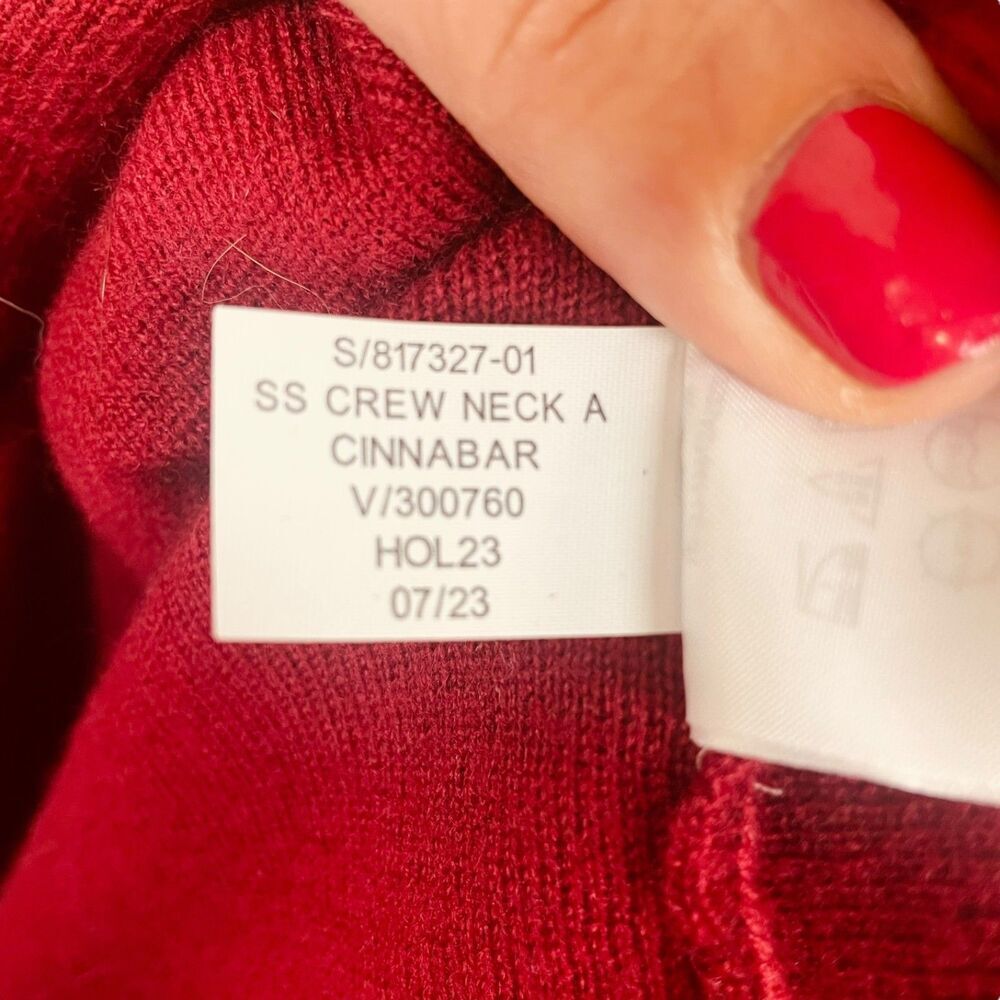 S/817327-01
SS CREW NECK A
CINNABAR
V/300760
HOL23
07/23